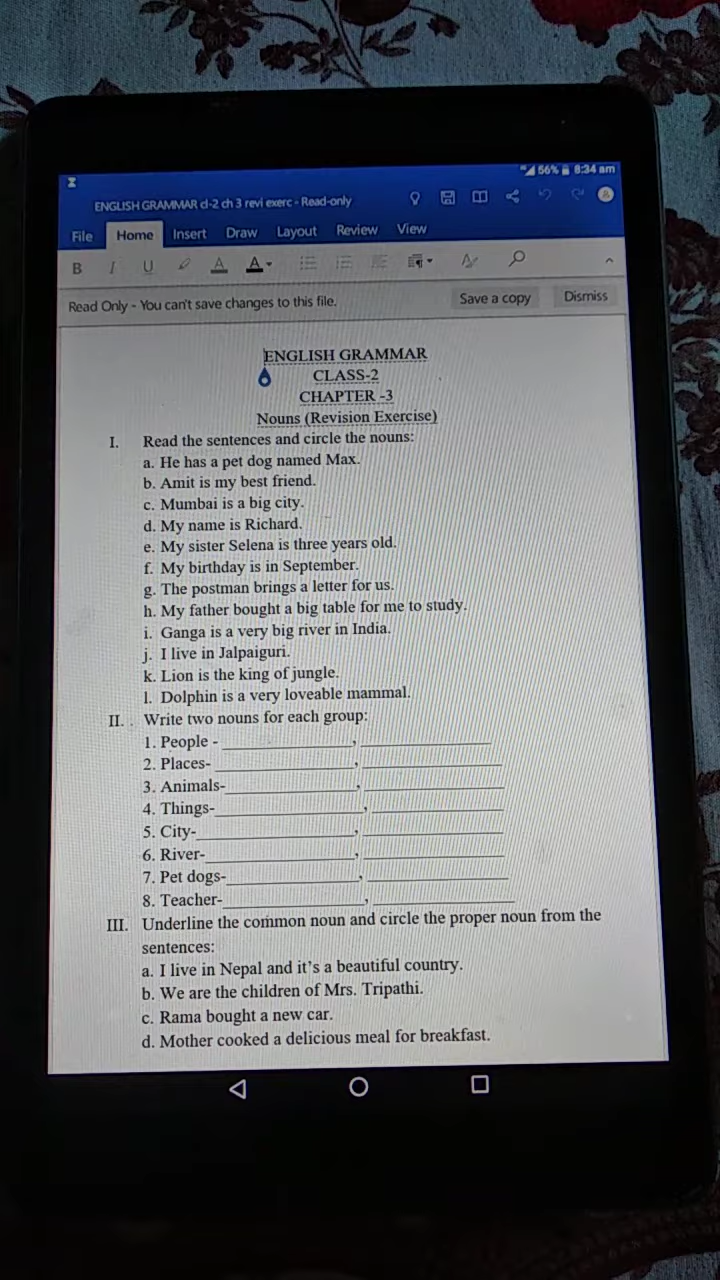 56% 8:34 am
ENGLISH GRAMMAR cl-2 ch 3 revi exerc - Read-only
File Home Insert Draw Layout Review View
B I U A A
Read Only - You can't save changes to this file. Save a copy Dismiss
ENGLISH GRAMMAR
CLASS-2
CHAPTER -3
Nouns (Revision Exercise)
I. Read the sentences and circle the nouns:
a. He has a pet dog named Max.
b. Amit is my best friend.
c. Mumbai is a big city.
d. My name is Richard.
e. My sister Selena is three years old.
f. My birthday is in September.
g. The postman brings a letter for us.
h. My father bought a big table for me to study.
i. Ganga is a very big river in India.
j. I live in Jalpaiguri.
k. Lion is the king of jungle.
l. Dolphin is a very loveable mammal.
II. . Write two nouns for each group:
1. People - ____________, ____________
2. Places- ____________, ____________
3. Animals-____________, ____________
4. Things-____________, ____________
5. City-____________, ____________
6. River-____________, ____________
7. Pet dogs-____________, ____________
8. Teacher-____________, ____________
III. Underline the common noun and circle the proper noun from the
sentences:
a. I live in Nepal and it's a beautiful country.
b. We are the children of Mrs. Tripathi.
c. Rama bought a new car.
d. Mother cooked a delicious meal for breakfast.